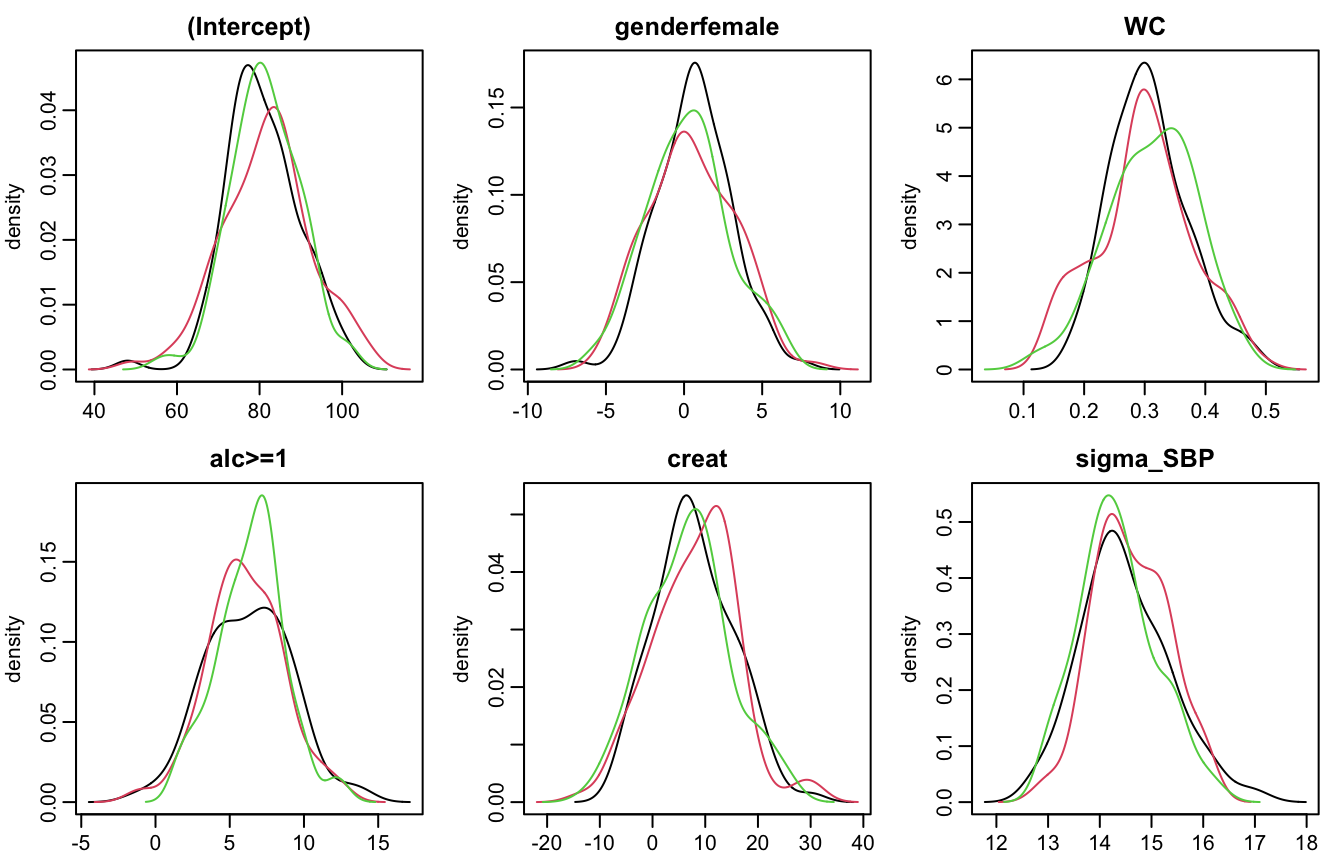 (Intercept)
density
0.00 0.01 0.02 0.03 0.04
40 60 80 100
genderfemale
density
0.00 0.05 0.10 0.15
-10 -5 0 5 10
WC
density
0 1 2 3 4 5 6
0.1 0.2 0.3 0.4 0.5
alc>=1
density
0.00 0.05 0.10 0.15
-5 0 5 10 15
creat
density
0.00 0.02 0.04
-20 -10 0 10 20 30 40
sigma_SBP
density
0.0 0.1 0.2 0.3 0.4 0.5
12 13 14 15 16 17 18